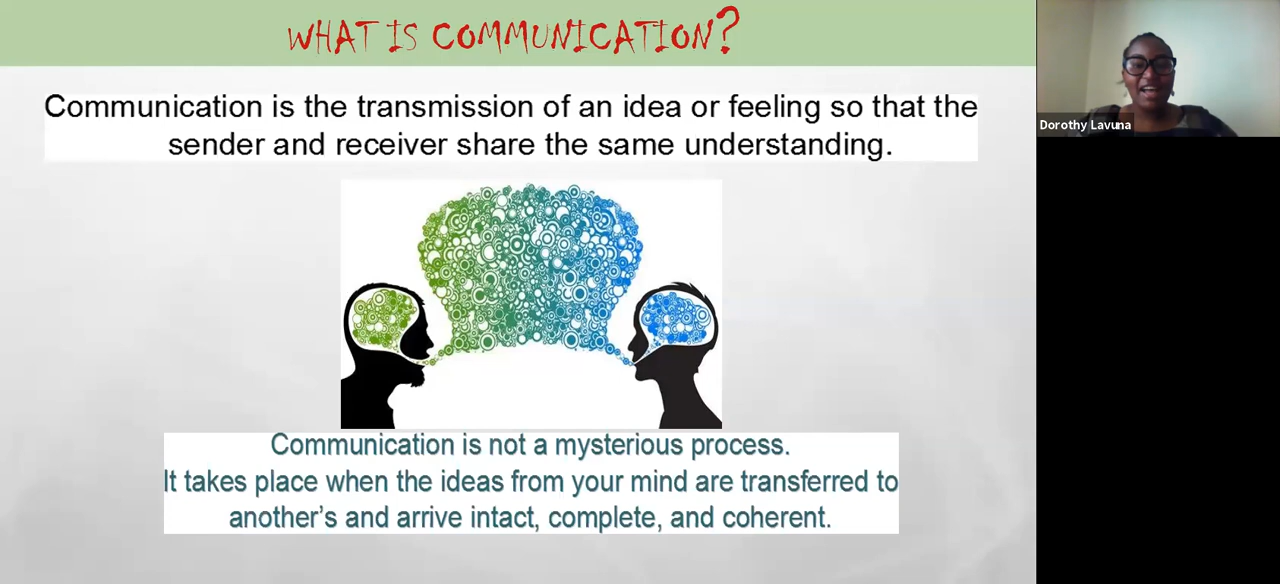 WHAT IS COMMUNICATION?
Communication is the transmission of an idea or feeling so that the
sender and receiver share the same understanding.
Communication is not a mysterious process.
It takes place when the ideas from your mind are transferred to
another’s and arrive intact, complete, and coherent.
Dorothy Lavuna